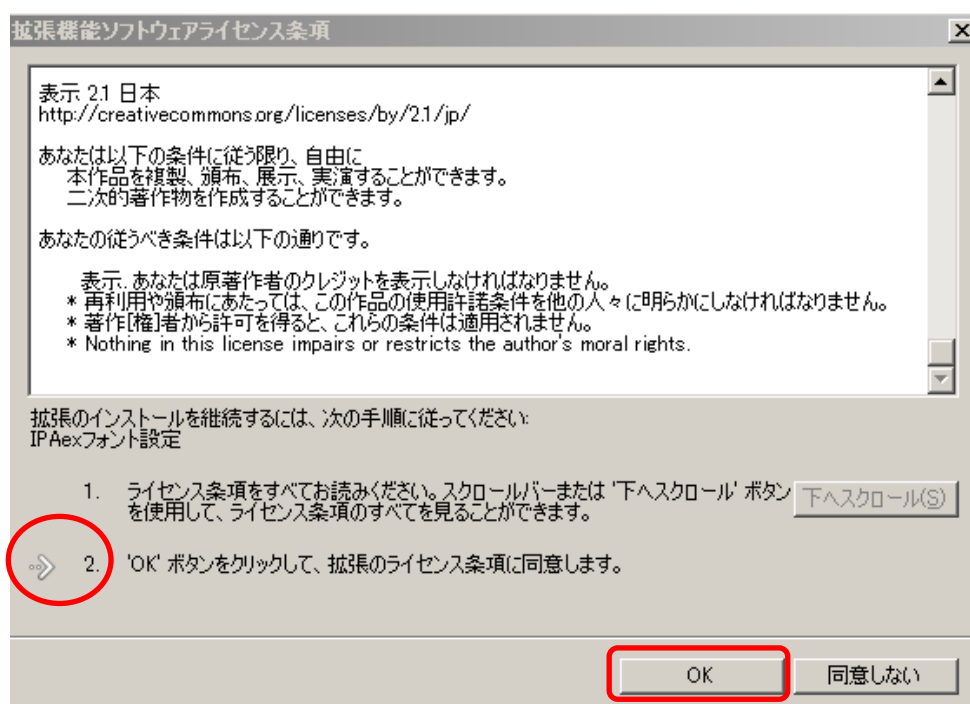 拡張機能ソフトウェアライセンス条項
表示 2.1 日本
http://creativecommons.org/licenses/by/2.1/jp/
あなたは以下の条件に従う限り、自由に
本作品を複製、頒布、展示、実演することができます。
二次的著作物を作成することができます。
あなたの従うべき条件は以下の通りです。
表示. あなたは原著作者のクレジットを表示しなければなりません。
* 再利用や頒布にあたっては、この作品の使用許諾条件を他の人々に明らかにしなければなりません。
* 著作[権]者から許可を得ると、これらの条件は適用されません。
* Nothing in this license impairs or restricts the author's moral rights.
拡張のインストールを継続するには、次の手順に従ってください:
IPAexフォント設定
1. ライセンス条項をすべてお読みください。スクロールバーまたは '下へスクロール' ボタン
を使用して、ライセンス条項のすべてを見ることができます。
下へスクロール(S)
2. 'OK' ボタンをクリックして、拡張のライセンス条項に同意します。
OK 同意しない